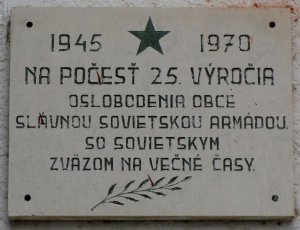 1945 1970
NA POČESŤ 25. VÝROČIA
OSLOBODENIA OBCE
SLÁVNOU SOVIETSKOU ARMÁDOU.
SO SOVIETSKYM
ZVÄZOM NA VEČNÉ ČASY.